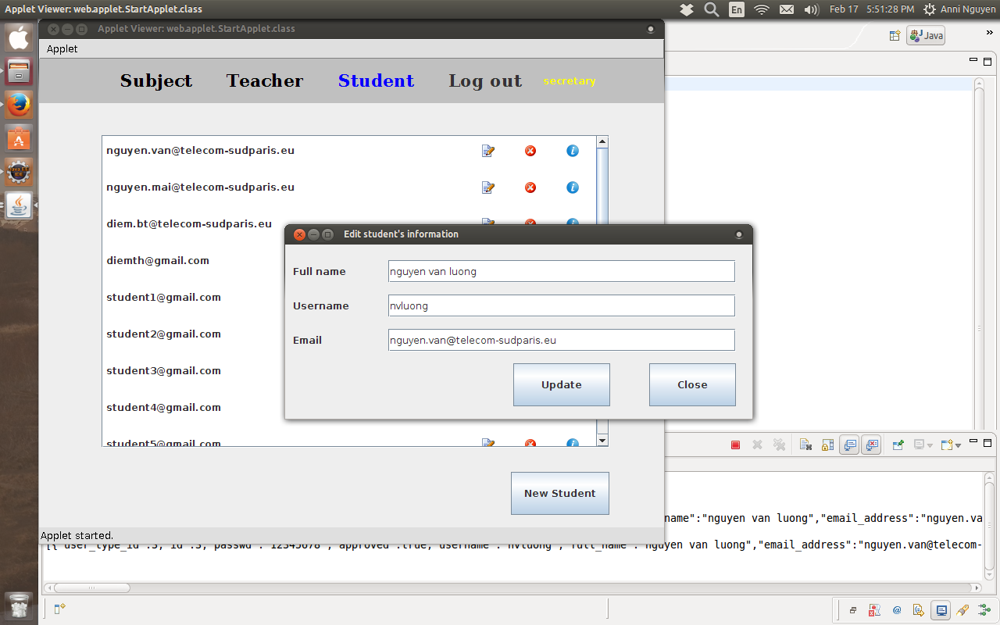 Applet Viewer: web.applet.StartApplet.class
En
Feb 17 5:51:28 PM
Anni Nguyen
Applet Viewer: web.applet.StartApplet.class
Java
»
Applet
Subject Teacher Student Log out secretary
nguyen.van@telecom-sudparis.eu
nguyen.mai@telecom-sudparis.eu
diem.bt@telecom-sudparis.eu
diemth@gmail.com
student1@gmail.com
student2@gmail.com
student3@gmail.com
student4@gmail.com
student5@gmail.com
Edit student's information
Full name nguyen van luong
Username nvluong
Email nguyen.van@telecom-sudparis.eu
Update Close
New Student
Applet started.
name":"nguyen van luong","email_address":"nguyen.va
[{"user_type_id":3,"id":3,"passwd":"12345678","approved":true,"username":"nvluong","full_name":"nguyen van luong","email_address":"nguyen.van@telecom-